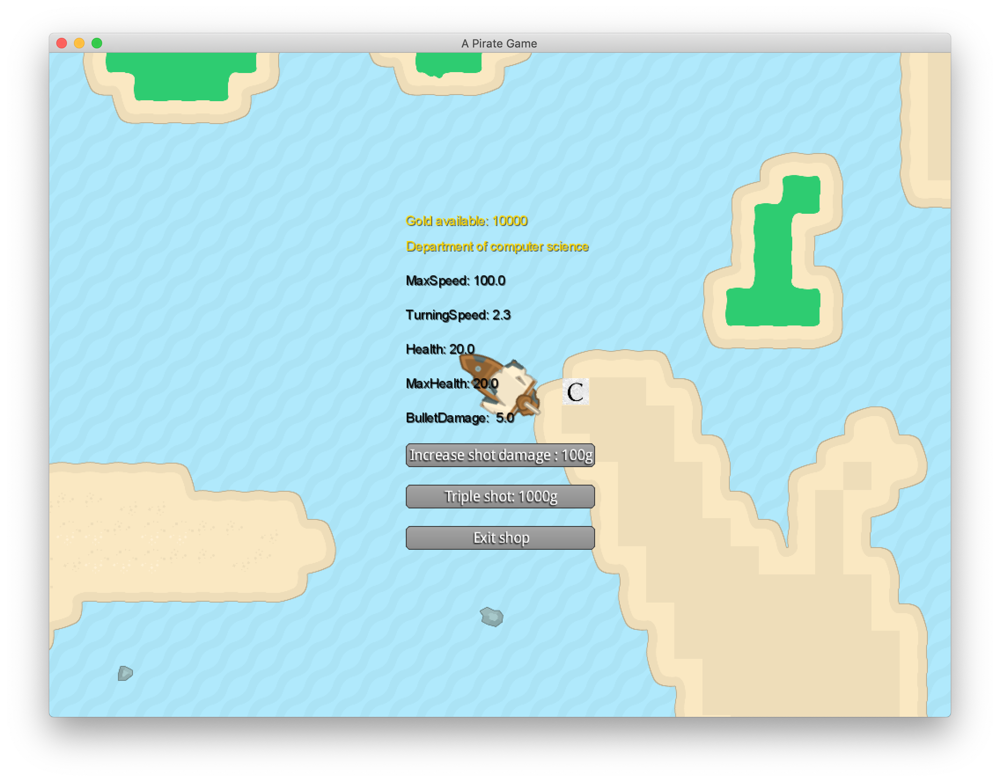 A Pirate Game
Gold available: 10000
Department of computer science
MaxSpeed: 100.0
TurningSpeed: 2.3
Health: 20.0
MaxHealth: 20.0
C
BulletDamage:  5.0
Increase shot damage : 100g
Triple shot: 1000g
Exit shop